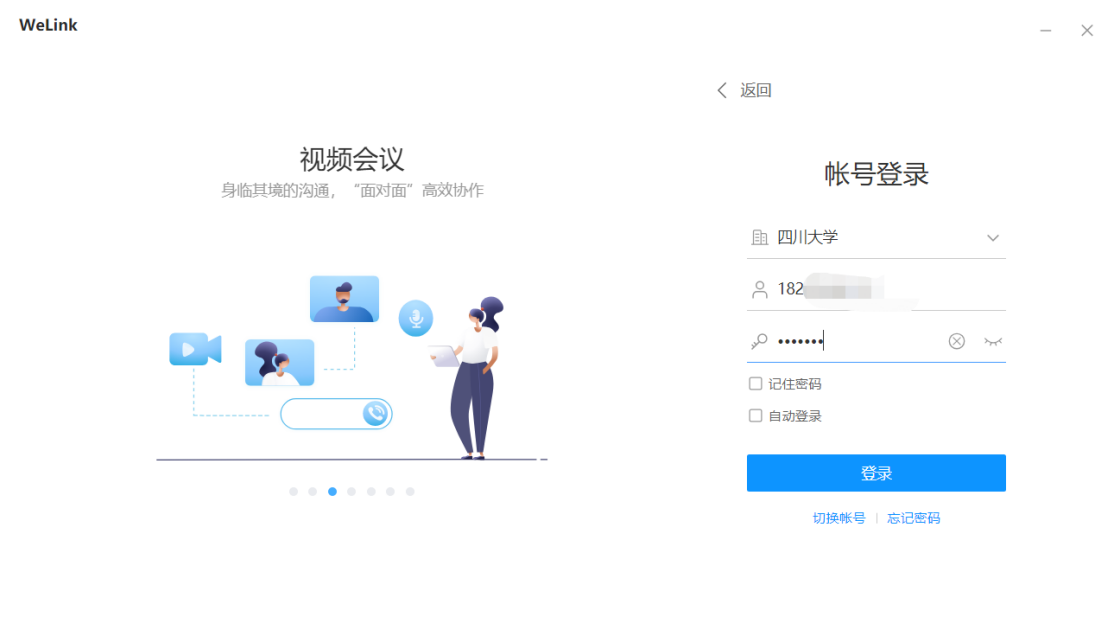 WeLink
返回
视频会议
身临其境的沟通，“面对面”高效协作
帐号登录
四川大学
182
•••••••
记住密码
自动登录
登录
切换帐号 | 忘记密码